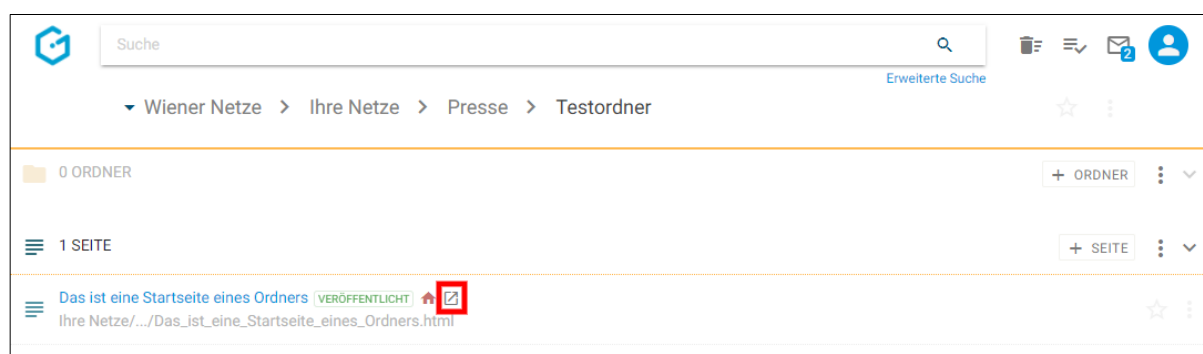 Suche
2
Erweiterte Suche
Wiener Netze > Ihre Netze > Presse > Testordner
0 ORDNER + ORDNER
1 SEITE + SEITE
Das ist eine Startseite eines Ordners VERÖFFENTLICHT
Ihre Netze/.../Das_ist_eine_Startseite_eines_Ordners.html